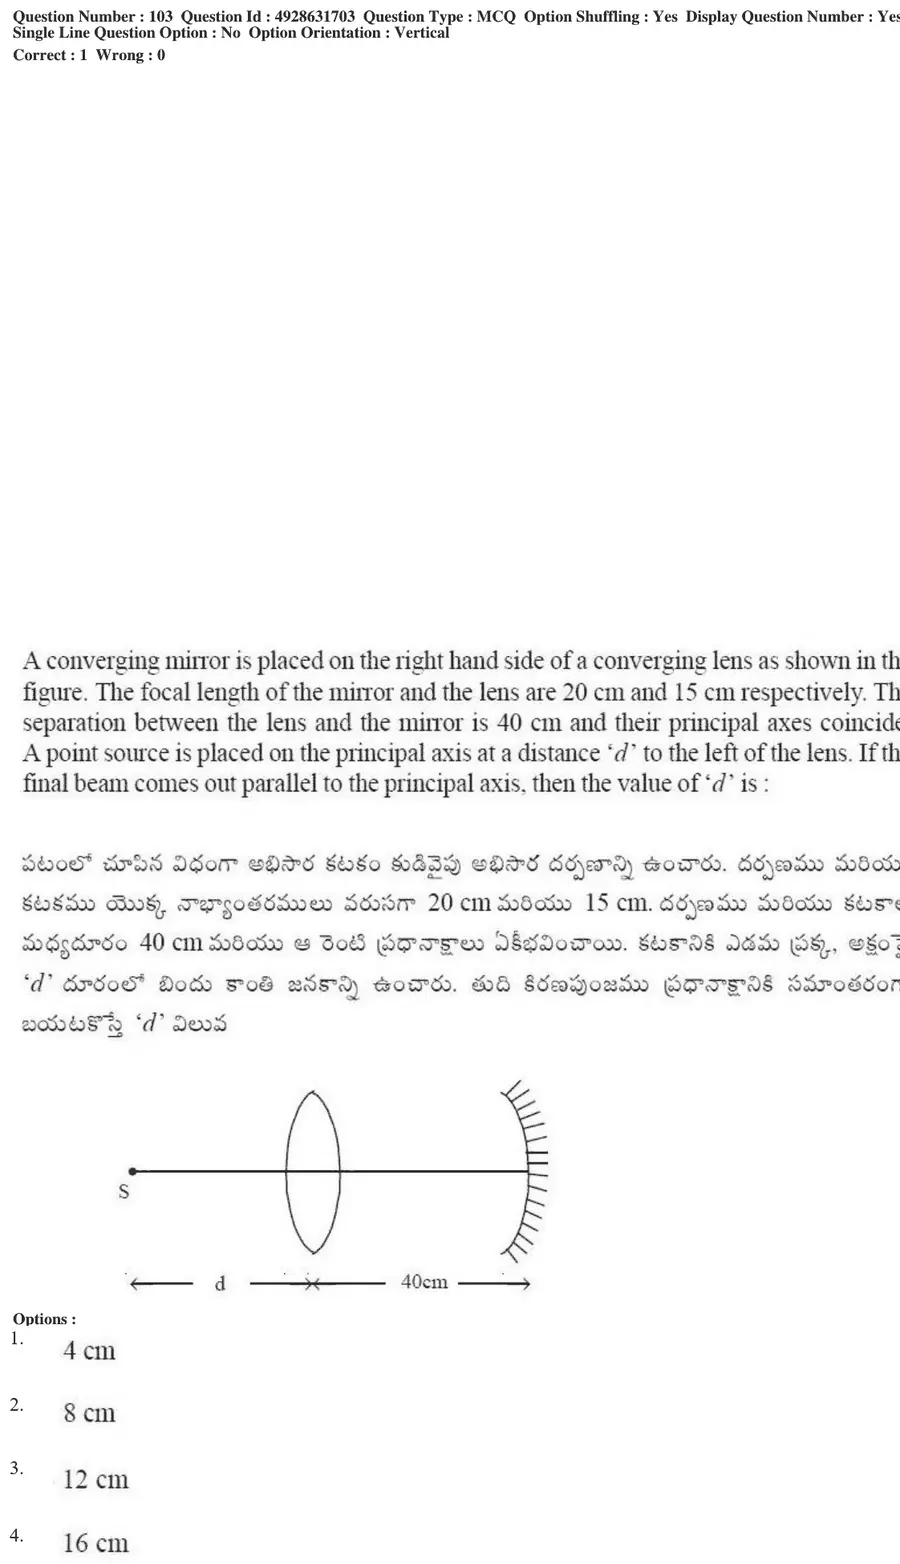 Question Number : 103 Question Id : 4928631703 Question Type : MCQ Option Shuffling : Yes Display Question Number : Yes
Single Line Question Option : No Option Orientation : Vertical
Correct : 1 Wrong : 0
A converging mirror is placed on the right hand side of a converging lens as shown in th
figure. The focal length of the mirror and the lens are 20 cm and 15 cm respectively. Th
separation between the lens and the mirror is 40 cm and their principal axes coincide
A point source is placed on the principal axis at a distance ‘d’ to the left of the lens. If th
final beam comes out parallel to the principal axis, then the value of ‘d’ is :
పటంలో చూపిన విధంగా అభిసార కటకం కుడివైపు అభిసార దర్పణాన్ని ఉంచారు. దర్పణము మరియు
కటకము యొక్క నాభ్యాంతరములు వరుసగా 20 cm మరియు 15 cm. దర్పణము మరియు కటకాల
మధ్యదూరం 40 cm మరియు ఆ రెంటి ప్రధానాక్షాలు ఏకీభవించాయి. కటకానికి ఎడమ ప్రక్క, అక్షంపై
‘d’ దూరంలో బిందు కాంతి జనకాన్ని ఉంచారు. తుది కిరణపుంజము ప్రధానాక్షానికి సమాంతరంగా
బయటకొస్తే ‘d’ విలువ
S
d 40cm
Options :
1. 4 cm
2. 8 cm
3. 12 cm
4. 16 cm